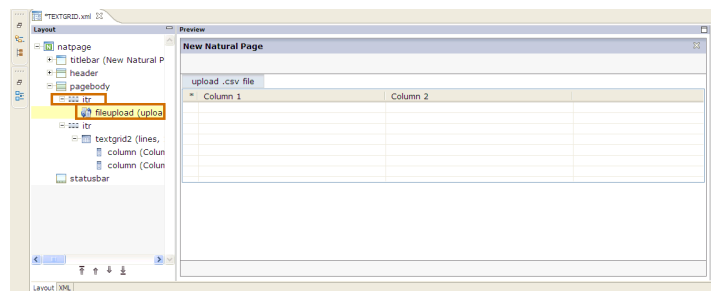 *TEXTGRID.xml
Layout
Preview
natpage
titlebar (New Natural P
header
pagebody
itr
fileupload (uploa
itr
textgrid2 (lines,
column (Colum
column (Colum
statusbar
New Natural Page
upload .csv file
* Column 1 Column 2
Layout XML